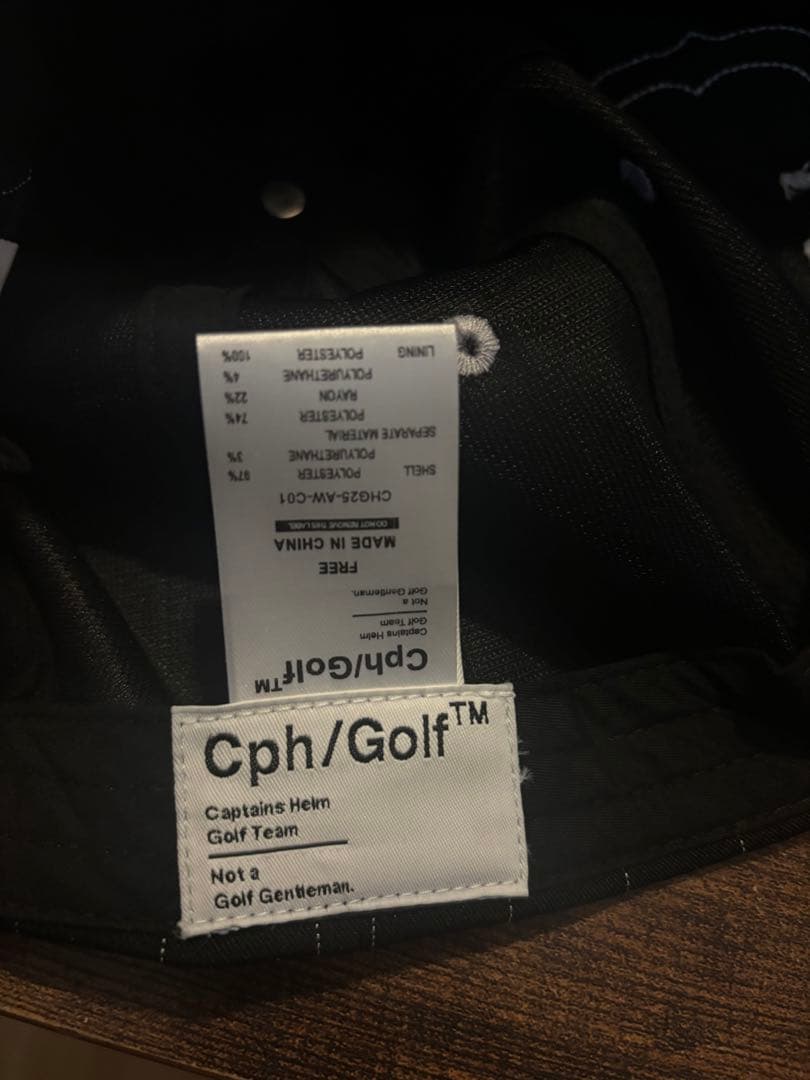 Cph/Golf™
Captains Helm
Golf Team
Not a
Golf Gentleman.
FREE
MADE IN CHINA
DO NOT REMOVE THIS LABEL
CHG25-AW-C01
SHELL POLYESTER 97%
POLYURETHANE 3%
SEPARATE MATERIAL
POLYESTER 74%
RAYON 22%
POLYURETHANE 4%
LINING POLYESTER 100%
Cph/Golf™
Captains Helm
Golf Team
Not a
Golf Gentleman.